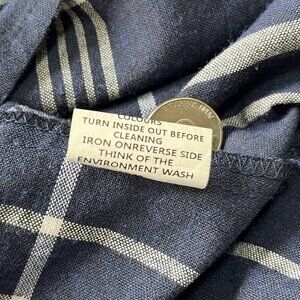 COLOURS
TURN INSIDE OUT BEFORE
CLEANING
IRON ONREVERSE SIDE
THINK OF THE
ENVIRONMENT WASH